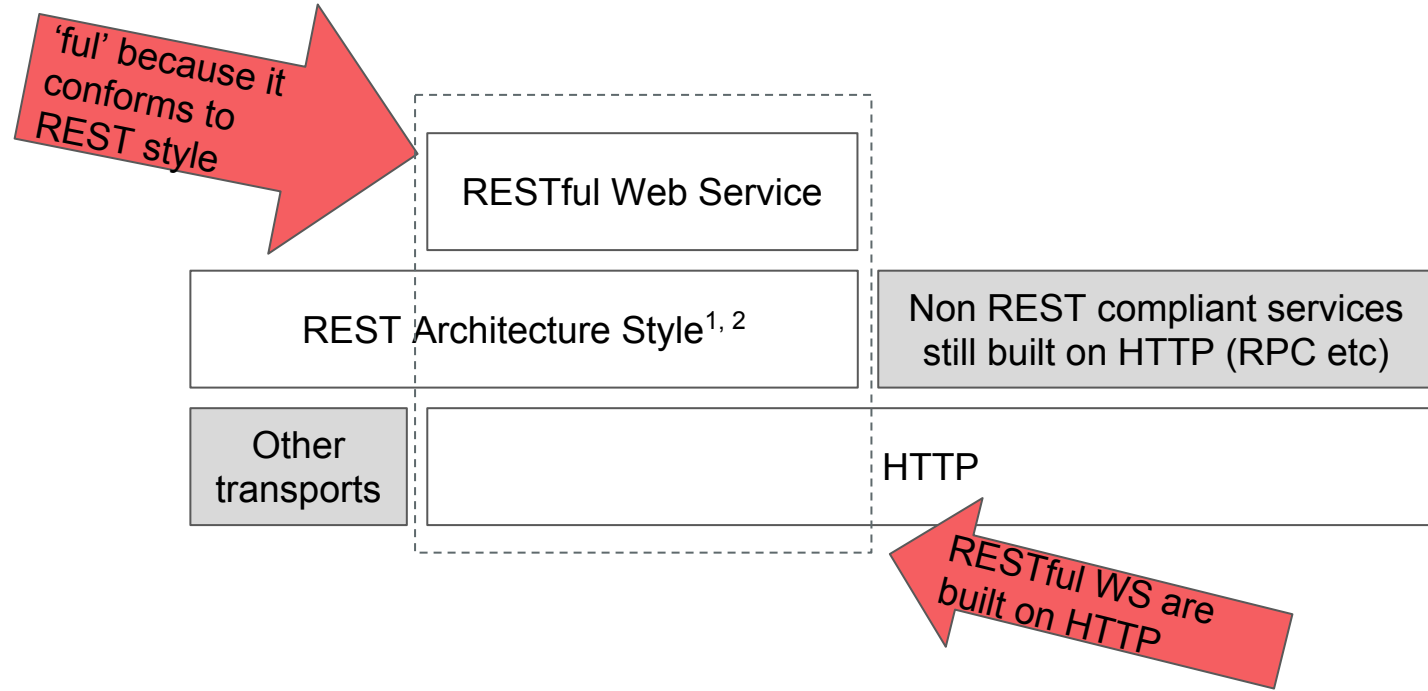 ‘ful’ because it
conforms to
REST style
RESTful Web Service
REST Architecture Style1, 2
Non REST compliant services
still built on HTTP (RPC etc)
Other
transports
HTTP
RESTful WS are
built on HTTP